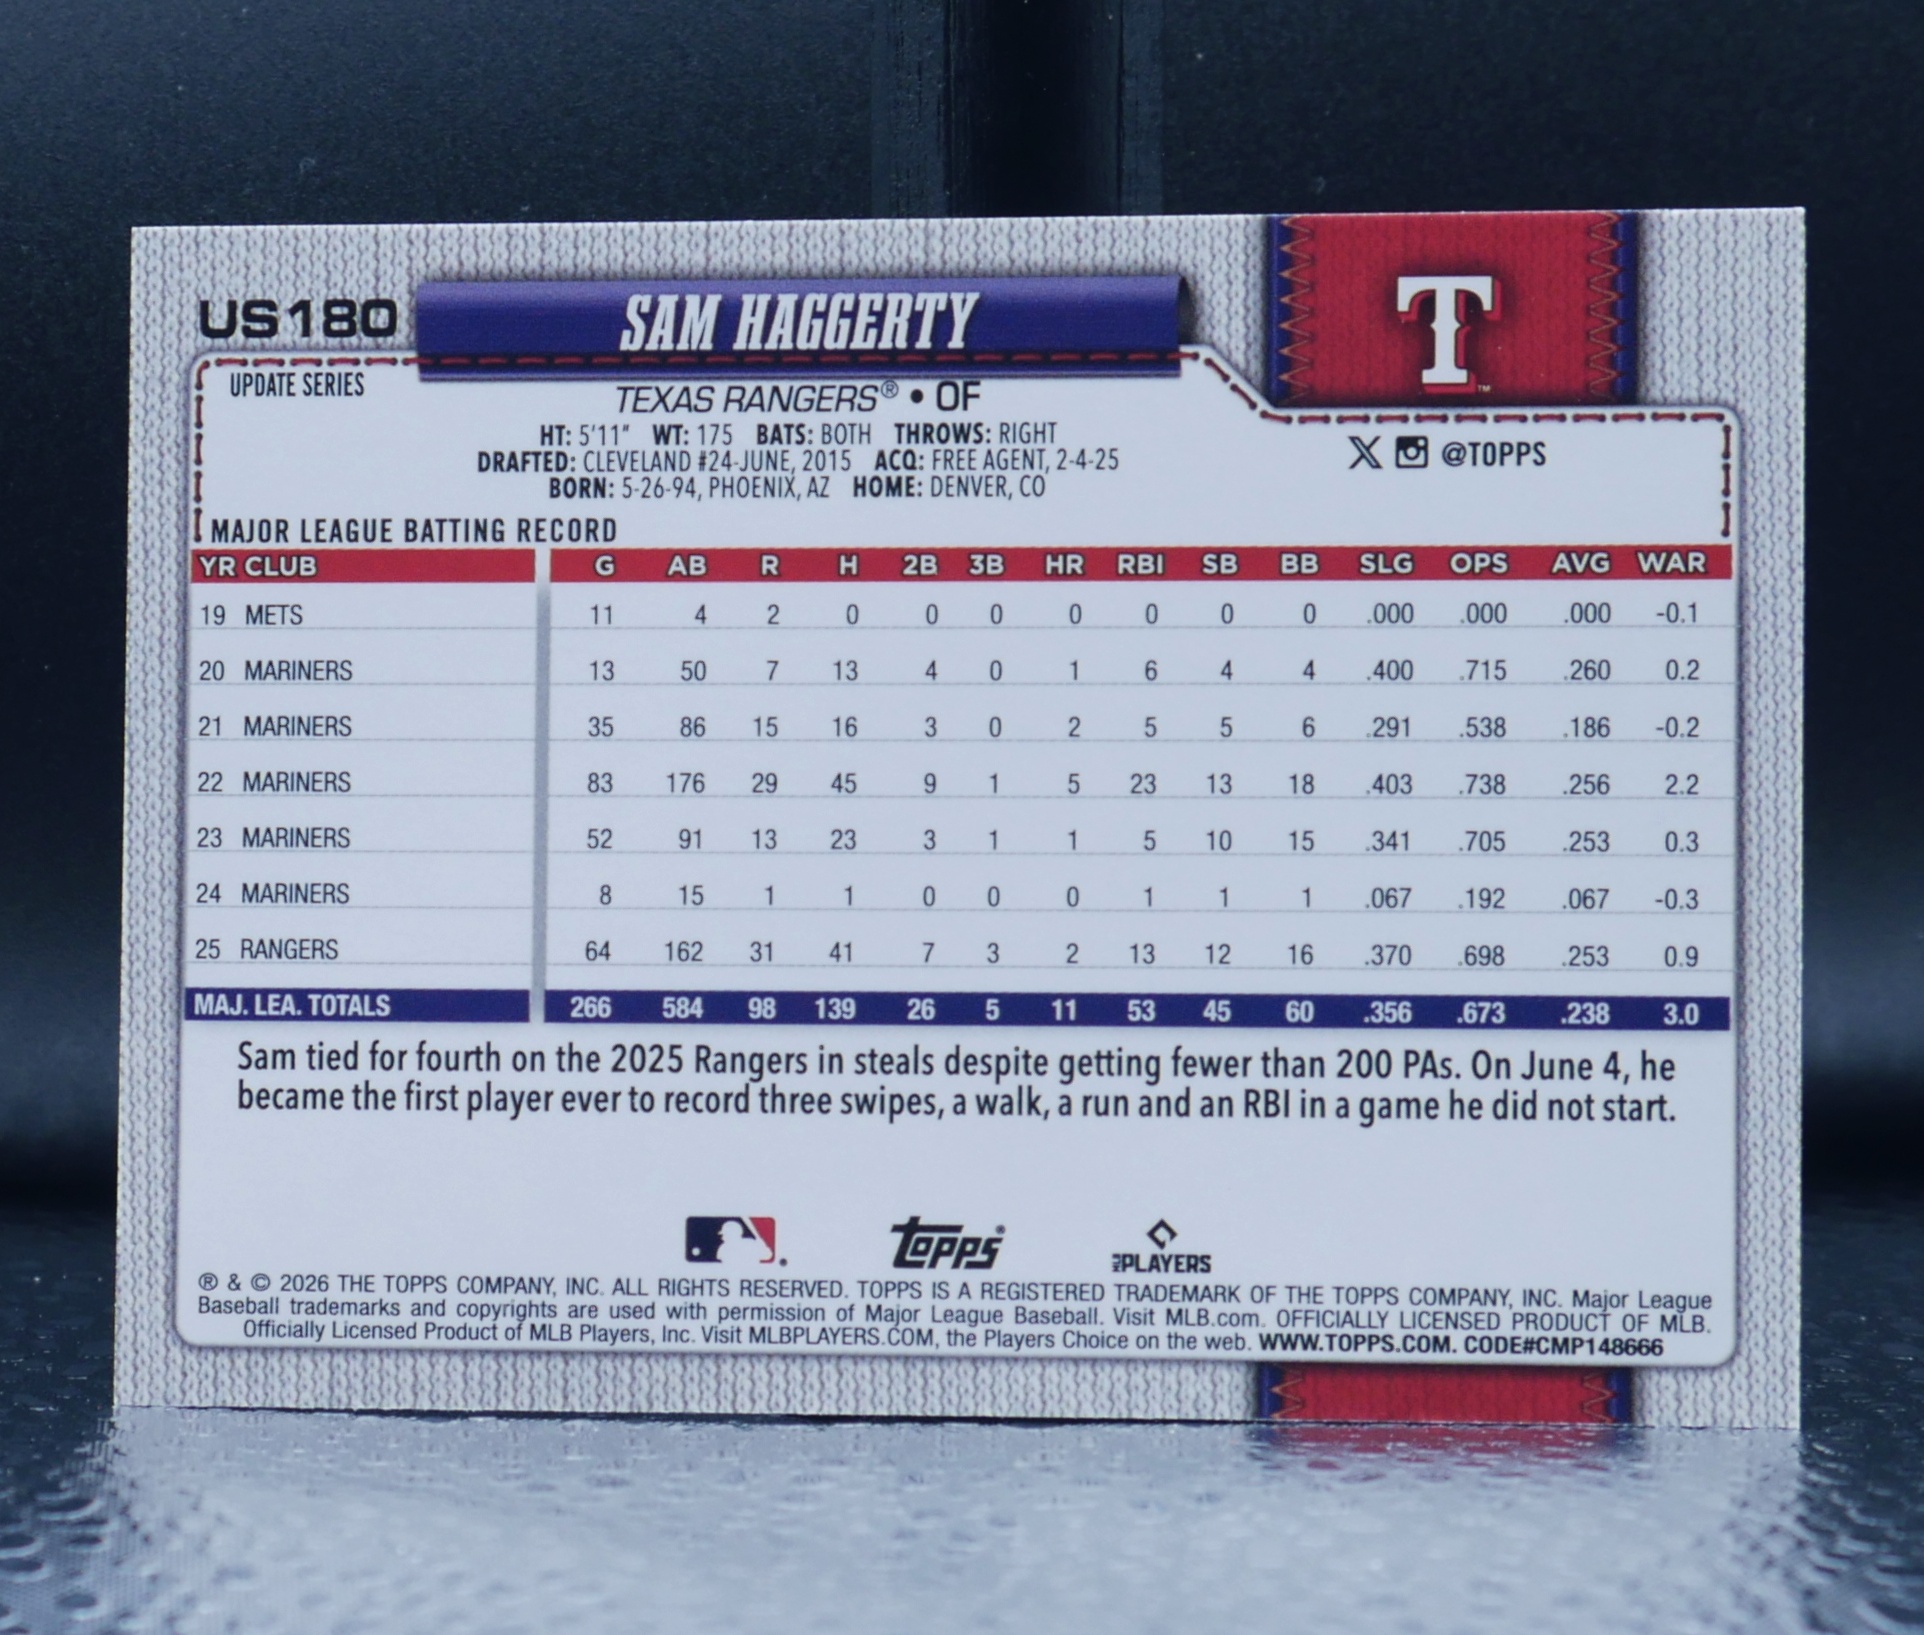 US180
SAM HAGGERTY
T
™
UPDATE SERIES
TEXAS RANGERS® • OF
HT: 5'11" WT: 175 BATS: BOTH THROWS: RIGHT
DRAFTED: CLEVELAND #24-JUNE, 2015 ACQ: FREE AGENT, 2-4-25
BORN: 5-26-94, PHOENIX, AZ HOME: DENVER, CO
@TOPPS
MAJOR LEAGUE BATTING RECORD
YR CLUB G AB R H 2B 3B HR RBI SB BB SLG OPS AVG WAR
19 METS 11 4 2 0 0 0 0 0 0 0 .000 .000 .000 -0.1
20 MARINERS 13 50 7 13 4 0 1 6 4 4 .400 .715 .260 0.2
21 MARINERS 35 86 15 16 3 0 2 5 5 6 .291 .538 .186 -0.2
22 MARINERS 83 176 29 45 9 1 5 23 13 18 .403 .738 .256 2.2
23 MARINERS 52 91 13 23 3 1 1 5 10 15 .341 .705 .253 0.3
24 MARINERS 8 15 1 1 0 0 0 1 1 1 .067 .192 .067 -0.3
25 RANGERS 64 162 31 41 7 3 2 13 12 16 .370 .698 .253 0.9
MAJ. LEA. TOTALS 266 584 98 139 26 5 11 53 45 60 .356 .673 .238 3.0
Sam tied for fourth on the 2025 Rangers in steals despite getting fewer than 200 PAs. On June 4, he
became the first player ever to record three swipes, a walk, a run and an RBI in a game he did not start.
Topps® MLB PLAYERS
® & © 2026 THE TOPPS COMPANY, INC. ALL RIGHTS RESERVED. TOPPS IS A REGISTERED TRADEMARK OF THE TOPPS COMPANY, INC. Major League
Baseball trademarks and copyrights are used with permission of Major League Baseball. Visit MLB.com. OFFICIALLY LICENSED PRODUCT OF MLB.
Officially Licensed Product of MLB Players, Inc. Visit MLBPLAYERS.COM, the Players Choice on the web. WWW.TOPPS.COM. CODE#CMP148666